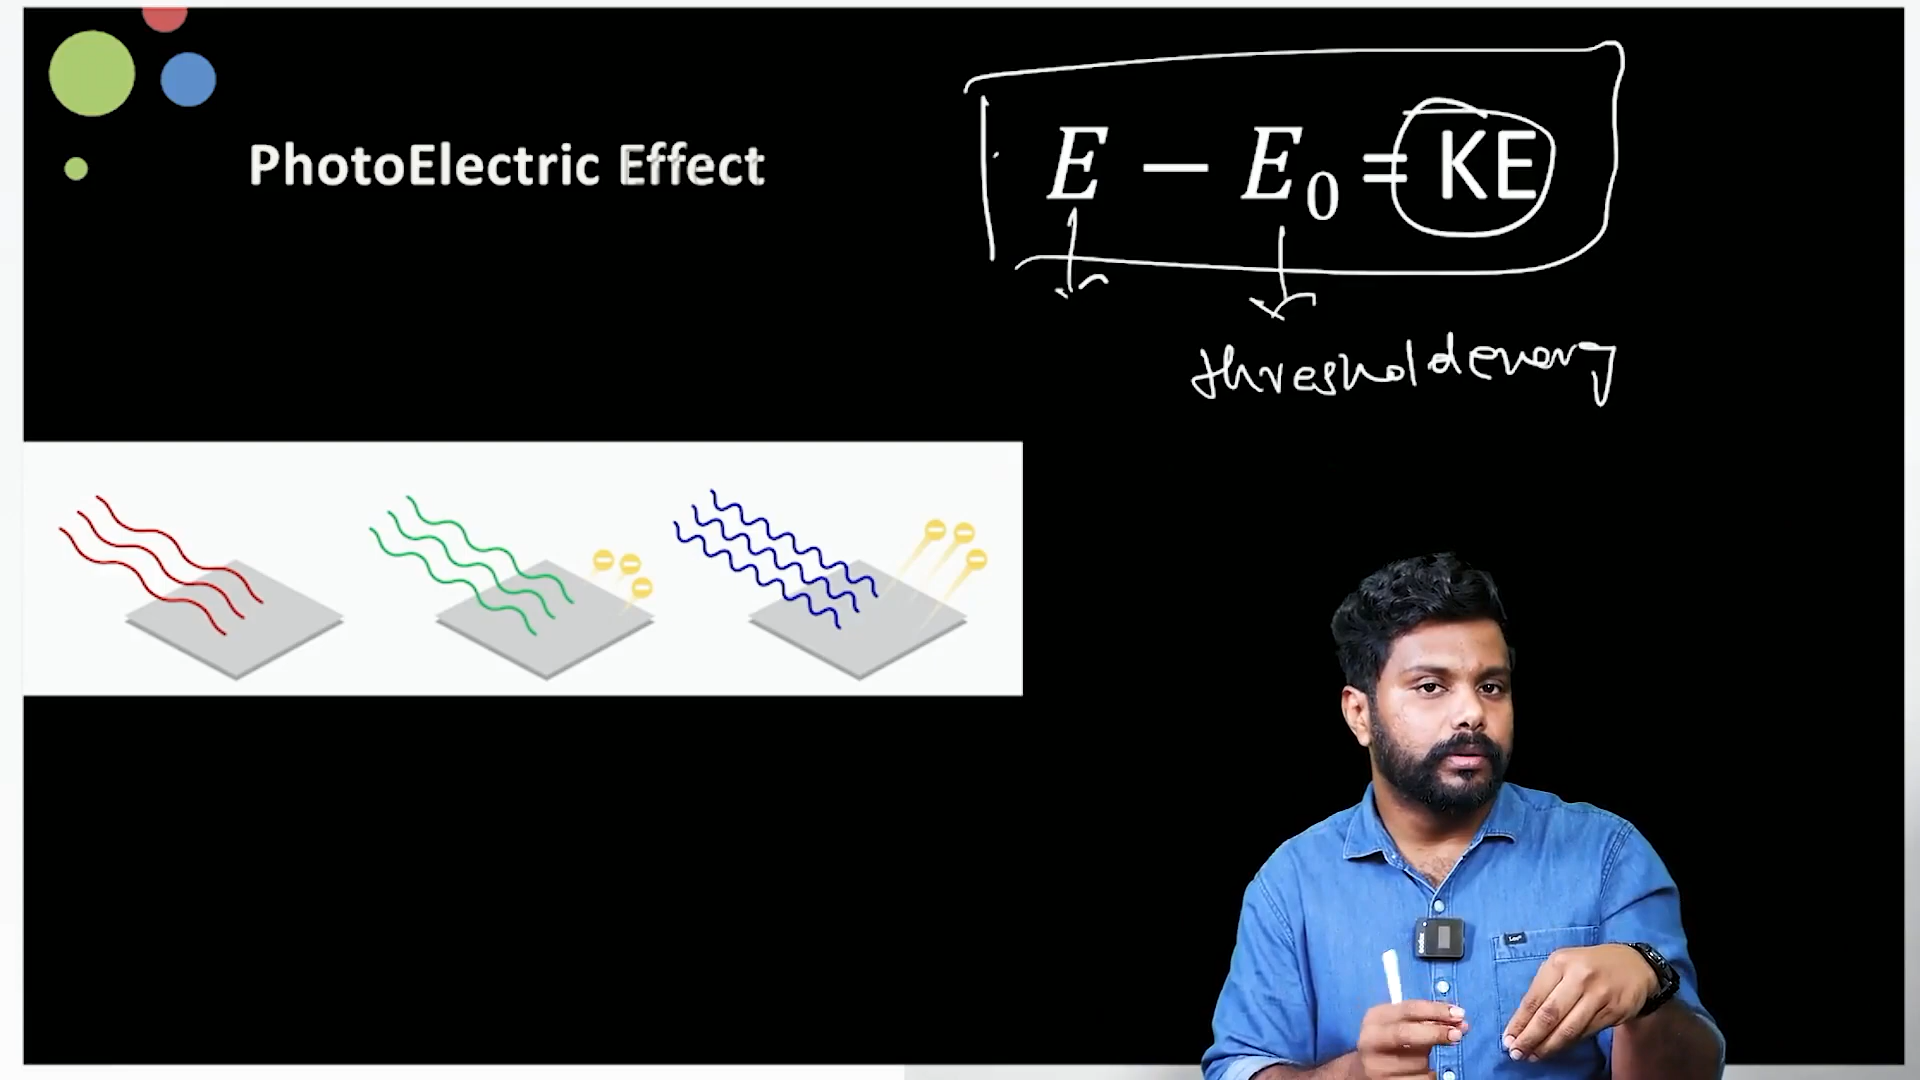 PhotoElectric Effect
E − E₀ = KE
threshold energy